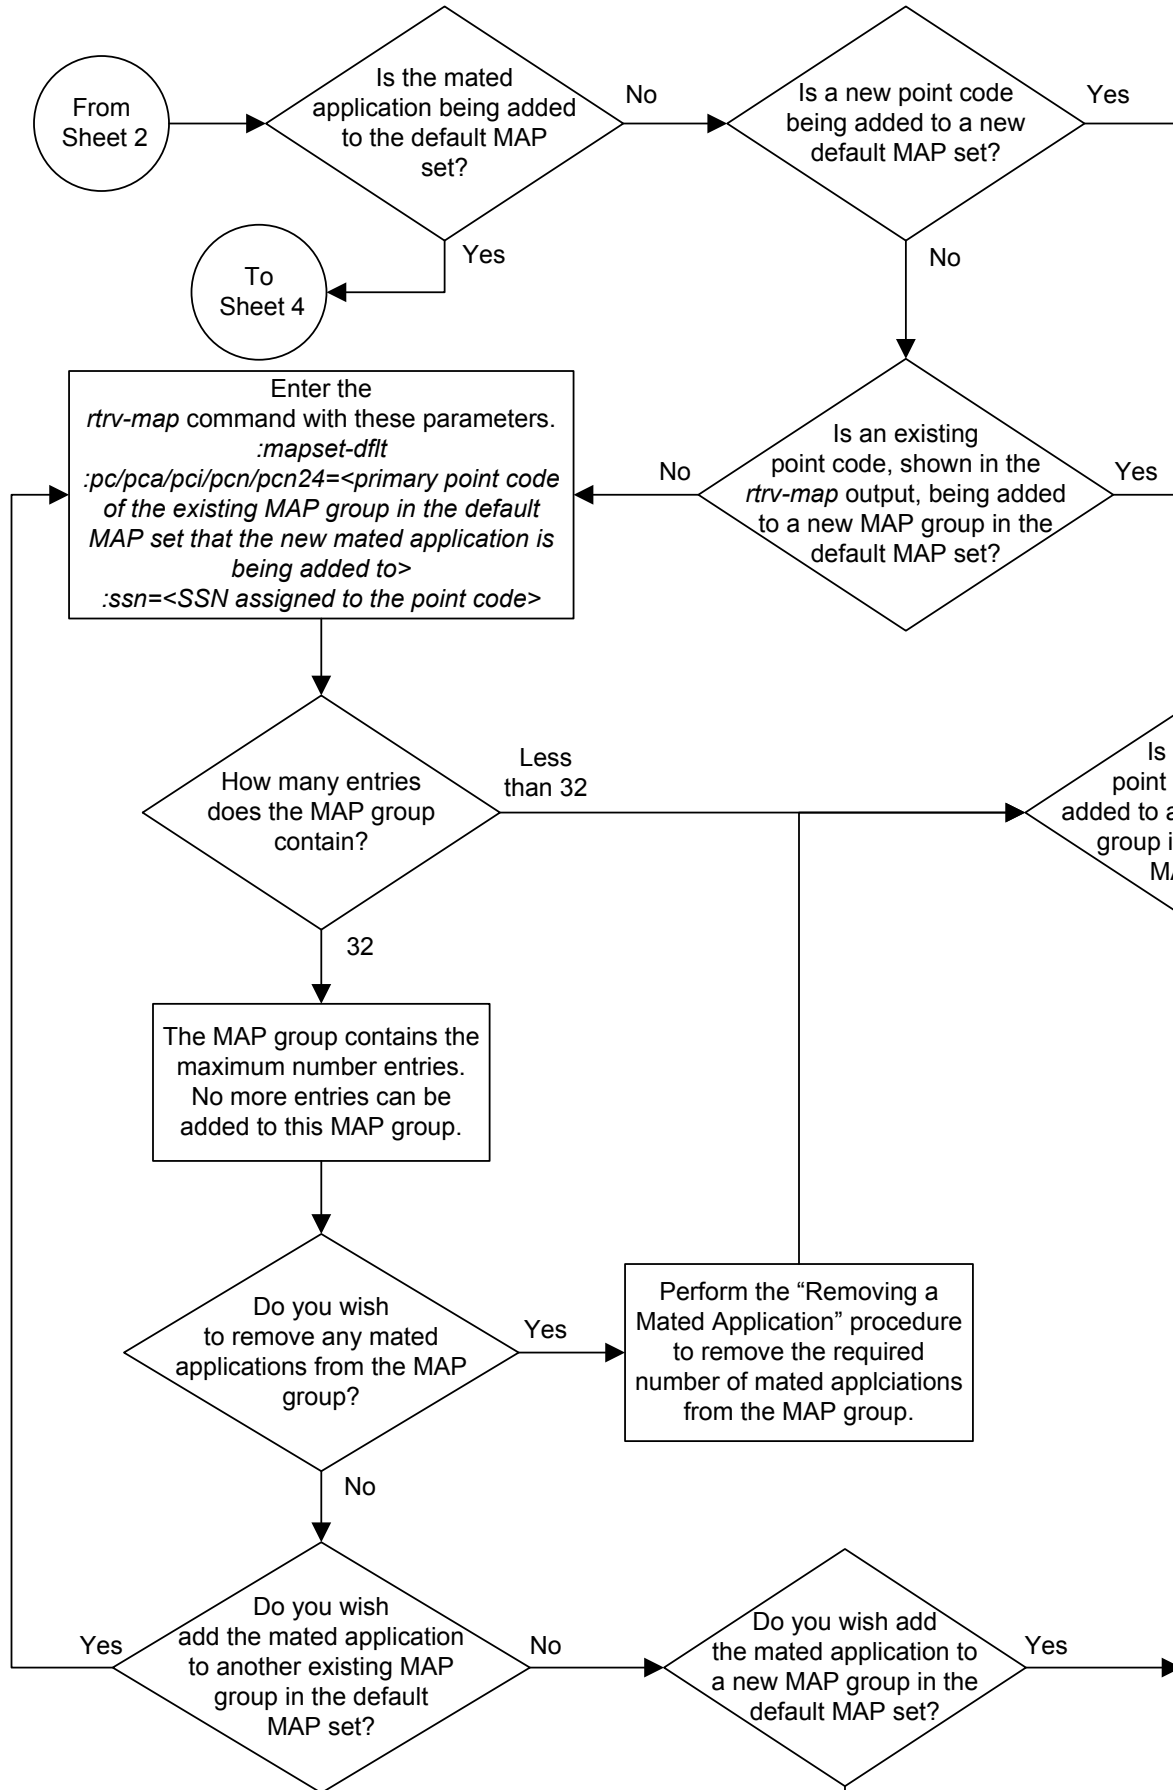 From
Sheet 2
Is the mated
application being added
to the default MAP
set?
No
Is a new point code
being added to a new
default MAP set?
Yes
Yes
No
To
Sheet 4
Enter the
rtrv-map command with these parameters.
:mapset-dflt
:pc/pca/pci/pcn/pcn24=<primary point code
of the existing MAP group in the default
MAP set that the new mated application is
being added to>
:ssn=<SSN assigned to the point code>
No
Is an existing
point code, shown in the
rtrv-map output, being added
to a new MAP group in the
default MAP set?
Yes
How many entries
does the MAP group
contain?
Less
than 32
Is
point
added to a
group i
32
The MAP group contains the
maximum number entries.
No more entries can be
added to this MAP group.
Do you wish
to remove any mated
applications from the MAP
group?
Yes
Perform the “Removing a
Mated Application” procedure
to remove the required
number of mated applciations
from the MAP group.
No
Yes
Do you wish
add the mated application
to another existing MAP
group in the default
MAP set?
No
Do you wish add
the mated application to
a new MAP group in the
default MAP set?
Yes